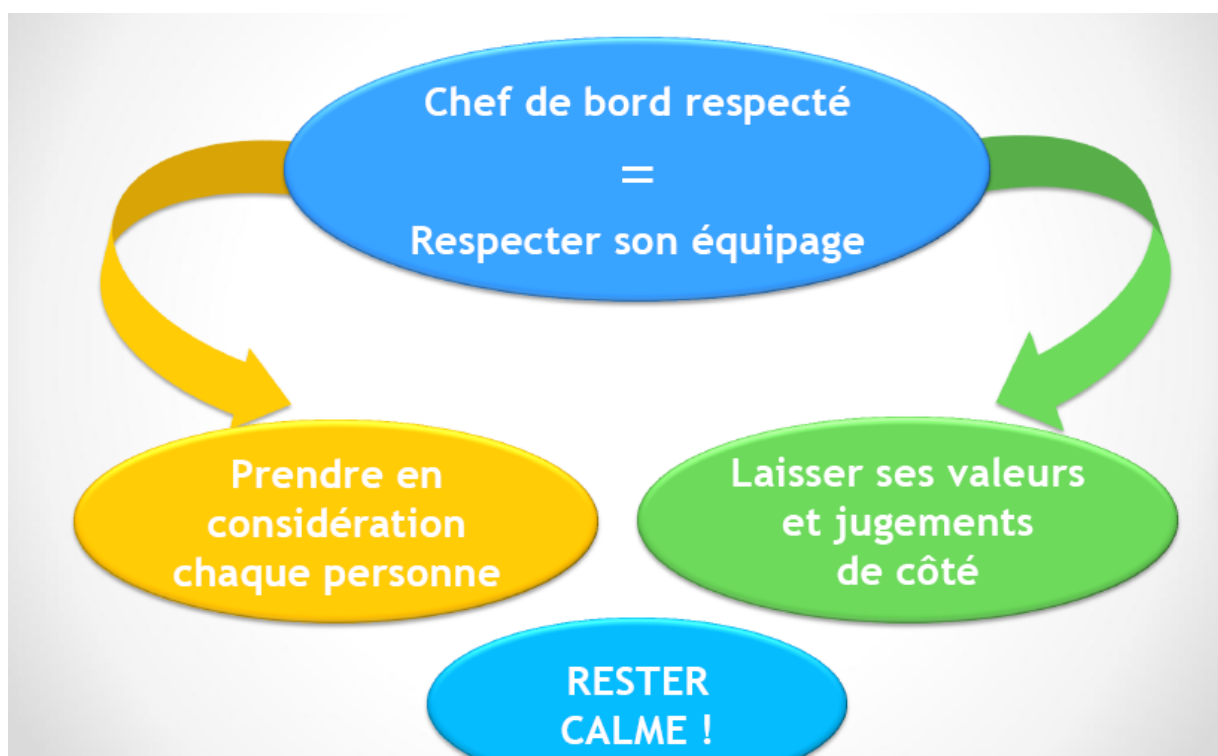 Chef de bord respecté
=
Respecter son équipage
Prendre en
considération
chaque personne
Laisser ses valeurs
et jugements
de côté
RESTER
CALME !